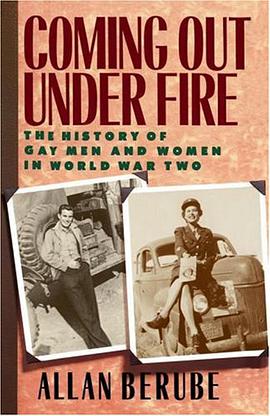 COMING OUT
UNDER FIRE
THE HISTORY OF
GAY MEN AND WOMEN
IN WORLD WAR TWO
ALLAN BERUBE